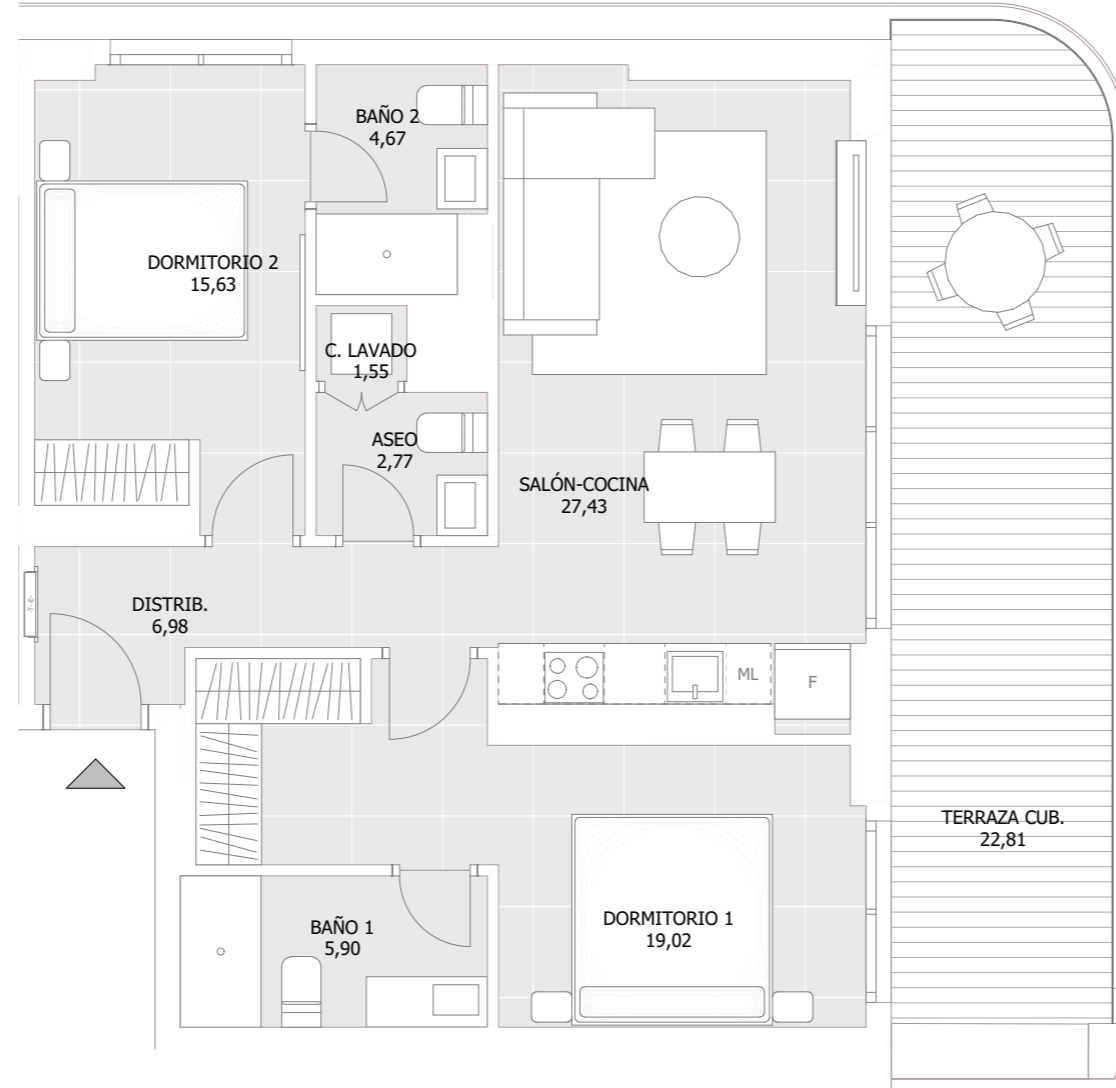 BAÑO 2
4,67
DORMITORIO 2
15,63
C. LAVADO
1,55
ASEO
2,77
SALÓN-COCINA
27,43
DISTRIB.
6,98
-T-E-
ML
F
TERRAZA CUB.
22,81
BAÑO 1
5,90
DORMITORIO 1
19,02